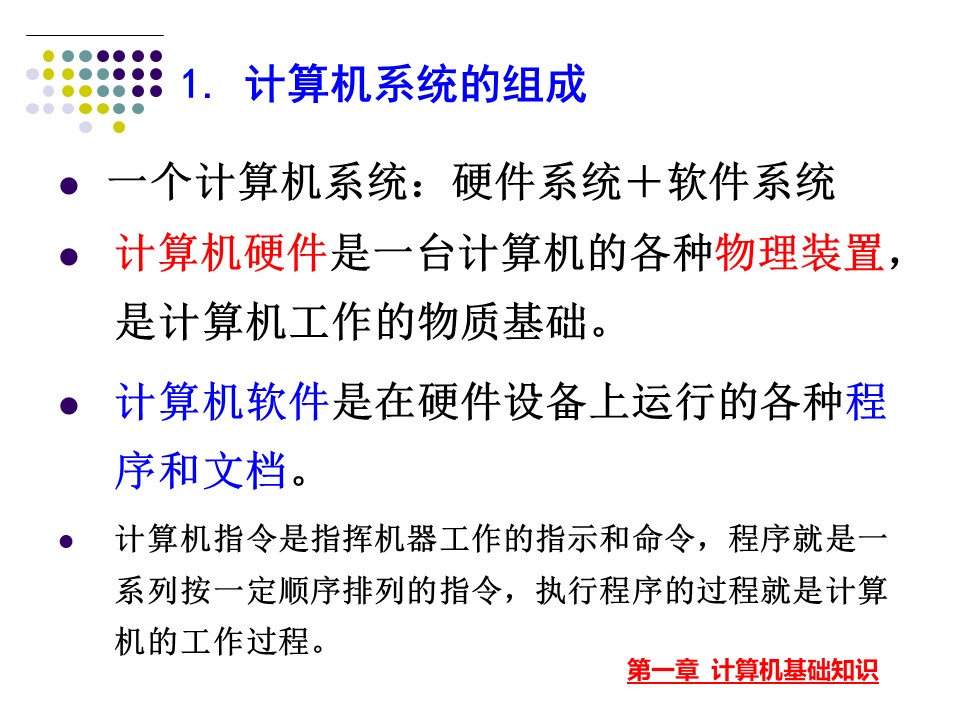 1. 计算机系统的组成
一个计算机系统：硬件系统＋软件系统
计算机硬件是一台计算机的各种物理装置，
是计算机工作的物质基础。
计算机软件是在硬件设备上运行的各种程
序和文档。
计算机指令是指挥机器工作的指示和命令，程序就是一
系列按一定顺序排列的指令，执行程序的过程就是计算
机的工作过程。
第一章 计算机基础知识